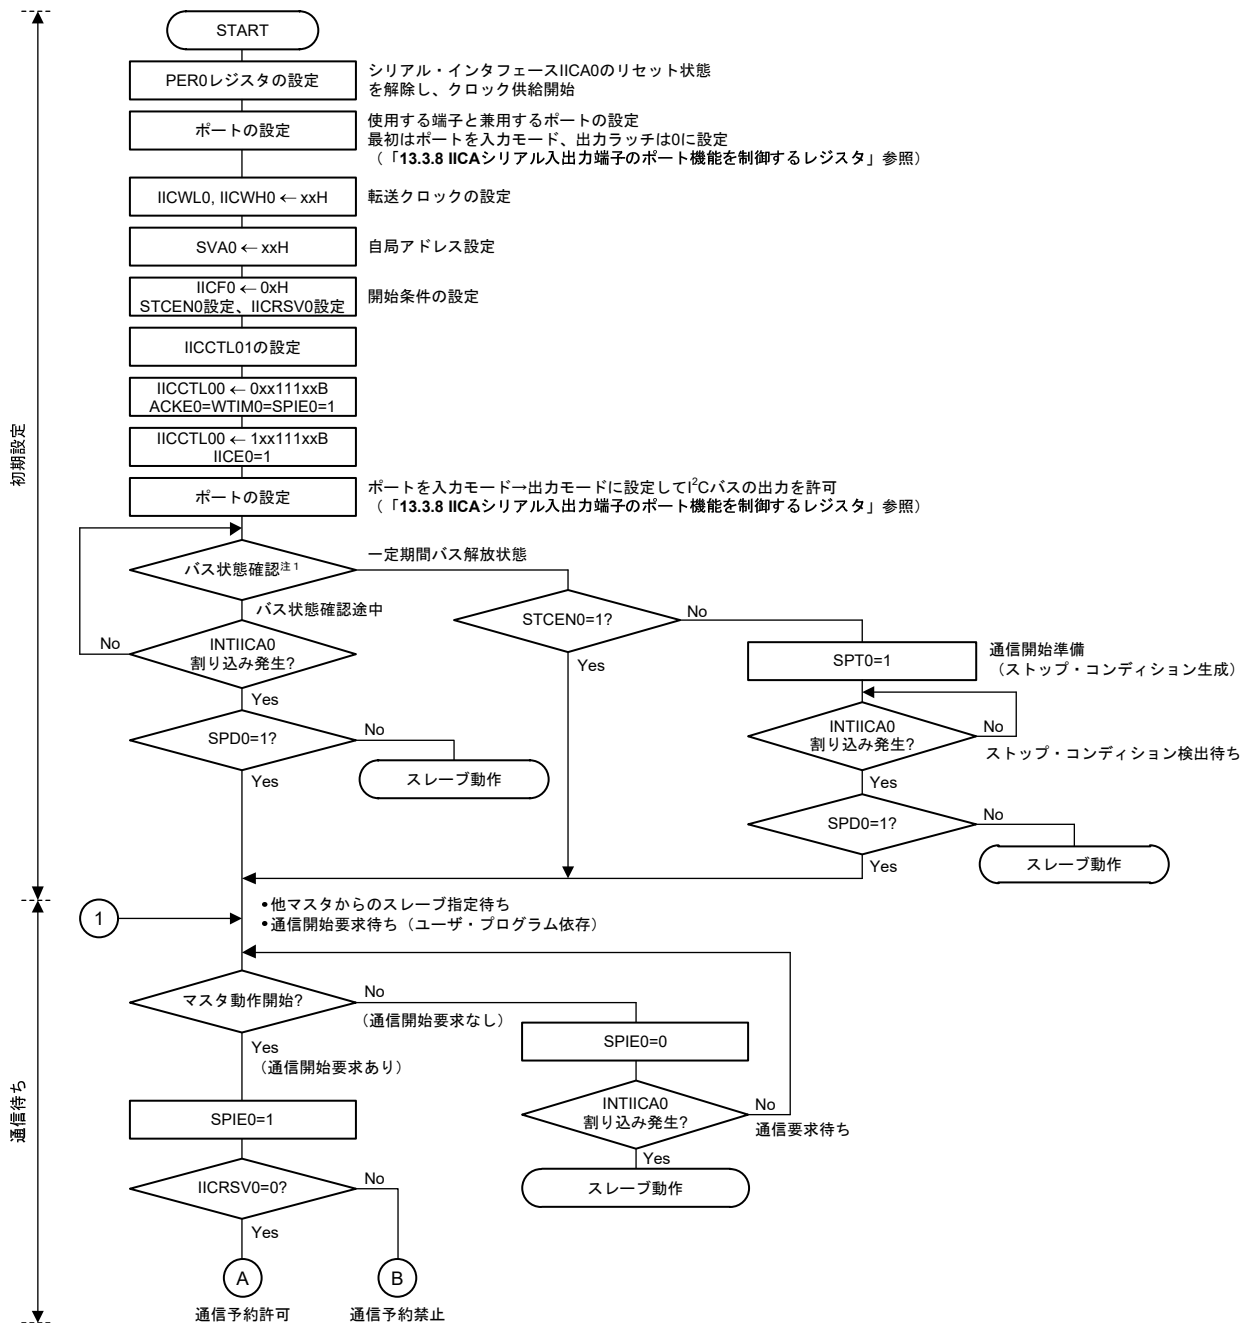 START
PER0レジスタの設定
シリアル・インタフェースIICA0のリセット状態
を解除し、クロック供給開始
ポートの設定
使用する端子と兼用するポートの設定
最初はポートを入力モード、出力ラッチは0に設定
（「13.3.8 IICAシリアル入出力端子のポート機能を制御するレジスタ」参照）
IICWL0, IICWH0 ← xxH
転送クロックの設定
SVA0 ← xxH
自局アドレス設定
IICF0 ← 0xH
STCEN0設定、IICRSV0設定
開始条件の設定
IICCTL01の設定
IICCTL00 ← 0xx111xxB
ACKE0=WTIM0=SPIE0=1
IICCTL00 ← 1xx111xxB
IICE0=1
初期設定
ポートの設定
ポートを入力モード→出力モードに設定してI²Cバスの出力を許可
（「13.3.8 IICAシリアル入出力端子のポート機能を制御するレジスタ」参照）
バス状態確認注1
一定期間バス解放状態
バス状態確認途中
STCEN0=1?
No
Yes
INTIICA0
割り込み発生?
No
Yes
SPT0=1
通信開始準備
（ストップ・コンディション生成）
SPD0=1?
No
Yes
スレーブ動作
INTIICA0
割り込み発生?
No
ストップ・コンディション検出待ち
Yes
SPD0=1?
No
Yes
スレーブ動作
1
•他マスタからのスレーブ指定待ち
•通信開始要求待ち（ユーザ・プログラム依存）
マスタ動作開始?
No
（通信開始要求なし）
Yes
（通信開始要求あり）
SPIE0=0
通信待ち
SPIE0=1
INTIICA0
割り込み発生?
No
通信要求待ち
Yes
スレーブ動作
IICRSV0=0?
No
Yes
A
B
通信予約許可
通信予約禁止